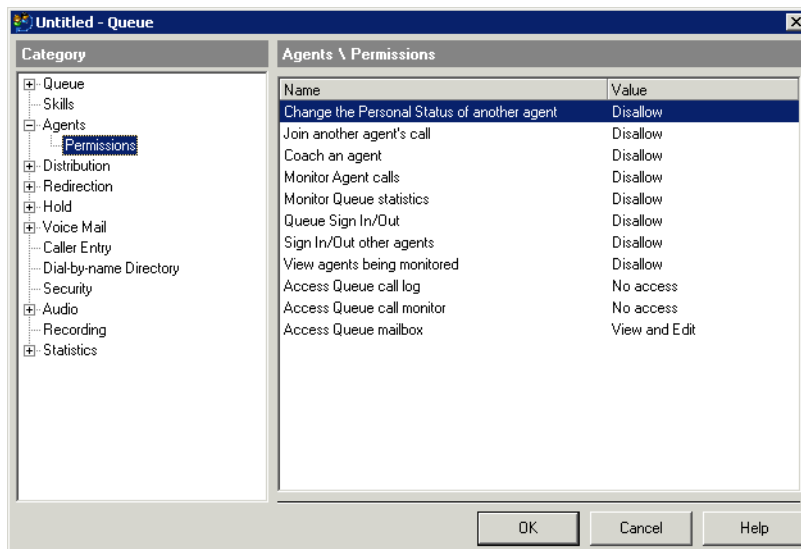 Untitled - Queue
Category
Queue
Skills
Agents
Permissions
Distribution
Redirection
Hold
Voice Mail
Caller Entry
Dial-by-name Directory
Security
Audio
Recording
Statistics
Agents \ Permissions
Name Value
Change the Personal Status of another agent Disallow
Join another agent's call Disallow
Coach an agent Disallow
Monitor Agent calls Disallow
Monitor Queue statistics Disallow
Queue Sign In/Out Disallow
Sign In/Out other agents Disallow
View agents being monitored Disallow
Access Queue call log No access
Access Queue call monitor No access
Access Queue mailbox View and Edit
OK Cancel Help